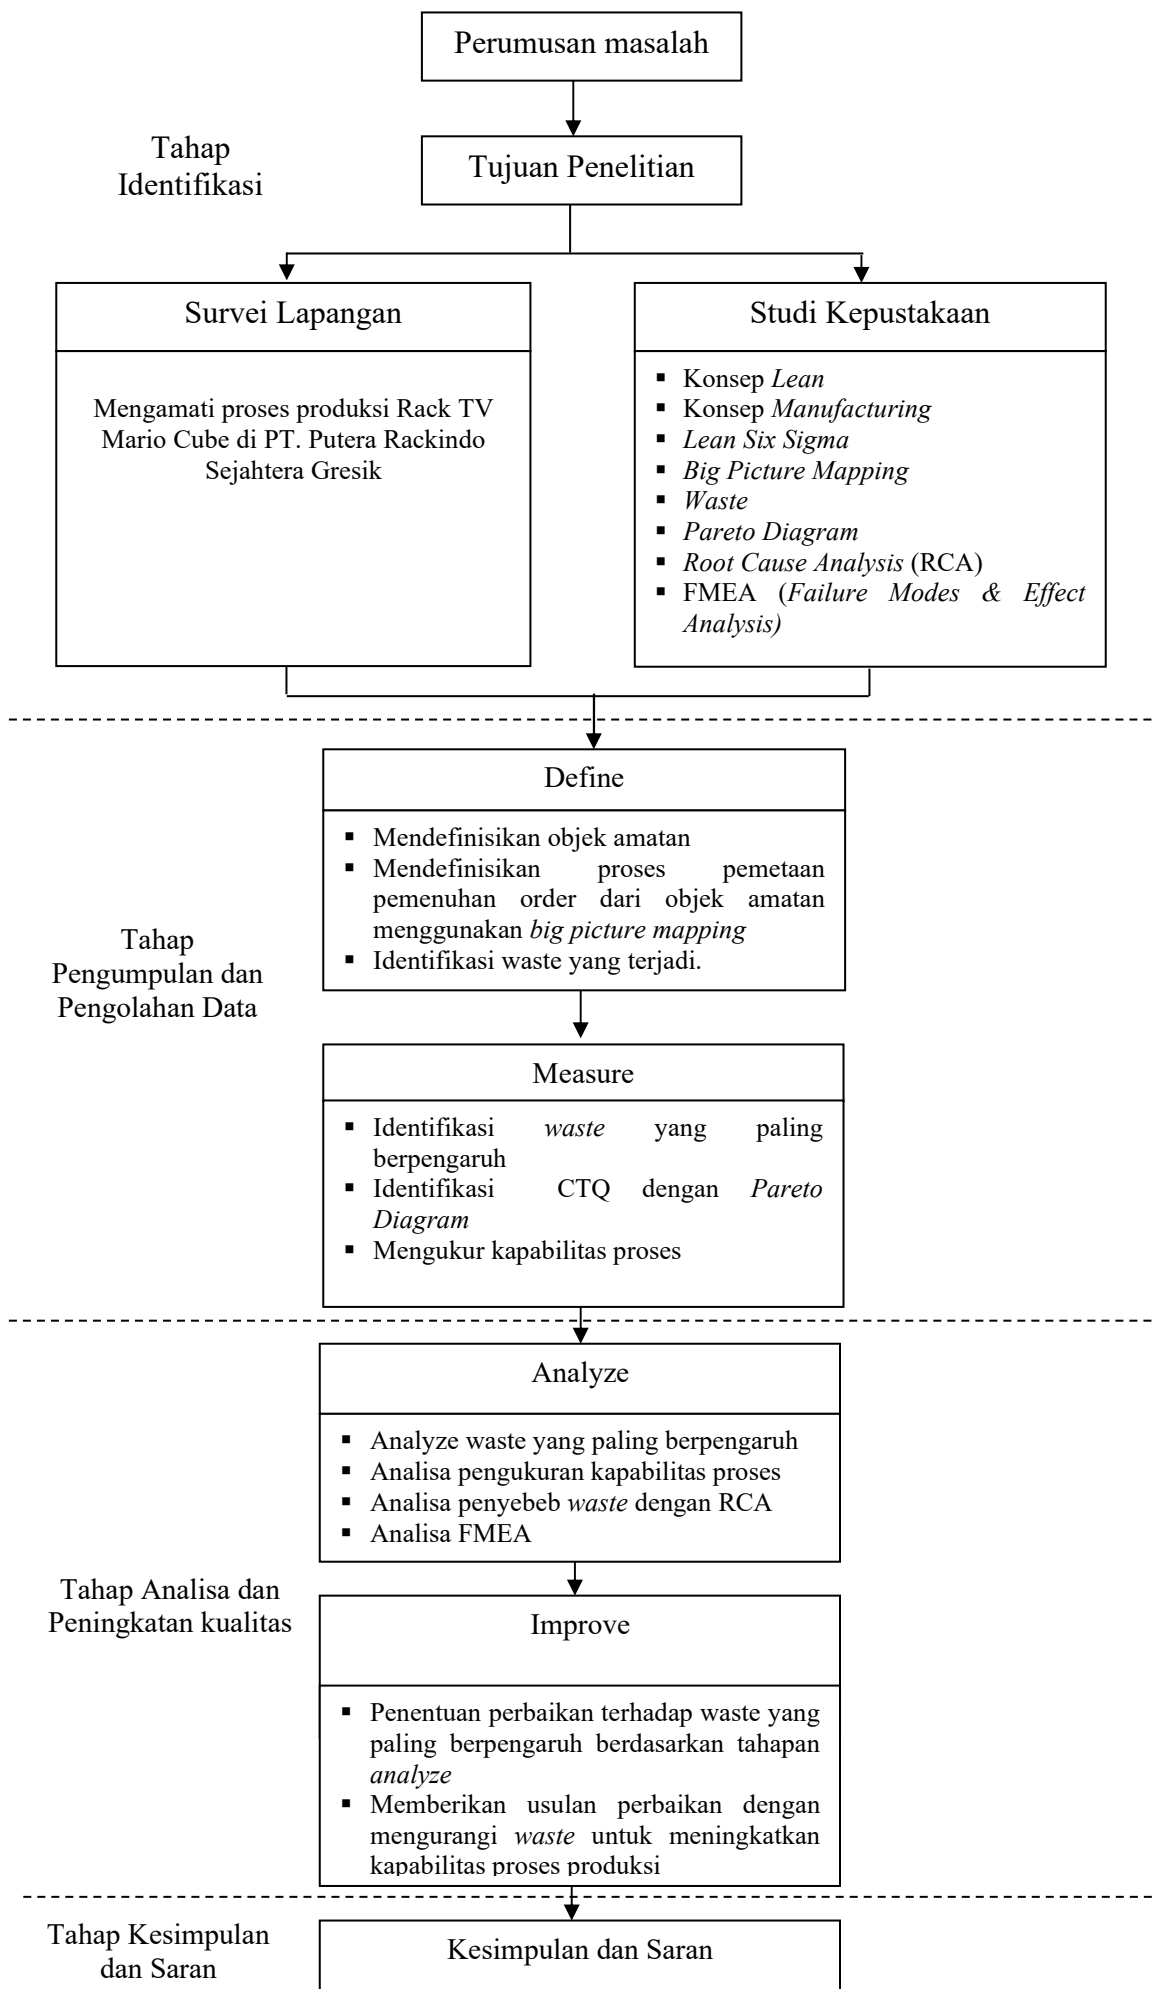 Perumusan masalah
Tahap
Identifikasi
Tujuan Penelitian
Survei Lapangan
Mengamati proses produksi Rack TV
Mario Cube di PT. Putera Rackindo
Sejahtera Gresik
Studi Kepustakaan
▪ Konsep Lean
▪ Konsep Manufacturing
▪ Lean Six Sigma
▪ Big Picture Mapping
▪ Waste
▪ Pareto Diagram
▪ Root Cause Analysis (RCA)
▪ FMEA (Failure Modes & Effect
Analysis)
Define
▪ Mendefinisikan objek amatan
▪ Mendefinisikan proses pemetaan
pemenuhan order dari objek amatan
menggunakan big picture mapping
▪ Identifikasi waste yang terjadi.
Tahap
Pengumpulan dan
Pengolahan Data
Measure
▪ Identifikasi waste yang paling
berpengaruh
▪ Identifikasi CTQ dengan Pareto
Diagram
▪ Mengukur kapabilitas proses
Analyze
▪ Analyze waste yang paling berpengaruh
▪ Analisa pengukuran kapabilitas proses
▪ Analisa penyebeb waste dengan RCA
▪ Analisa FMEA
Tahap Analisa dan
Peningkatan kualitas
Improve
▪ Penentuan perbaikan terhadap waste yang
paling berpengaruh berdasarkan tahapan
analyze
▪ Memberikan usulan perbaikan dengan
mengurangi waste untuk meningkatkan
kapabilitas proses produksi
Tahap Kesimpulan
dan Saran
Kesimpulan dan Saran